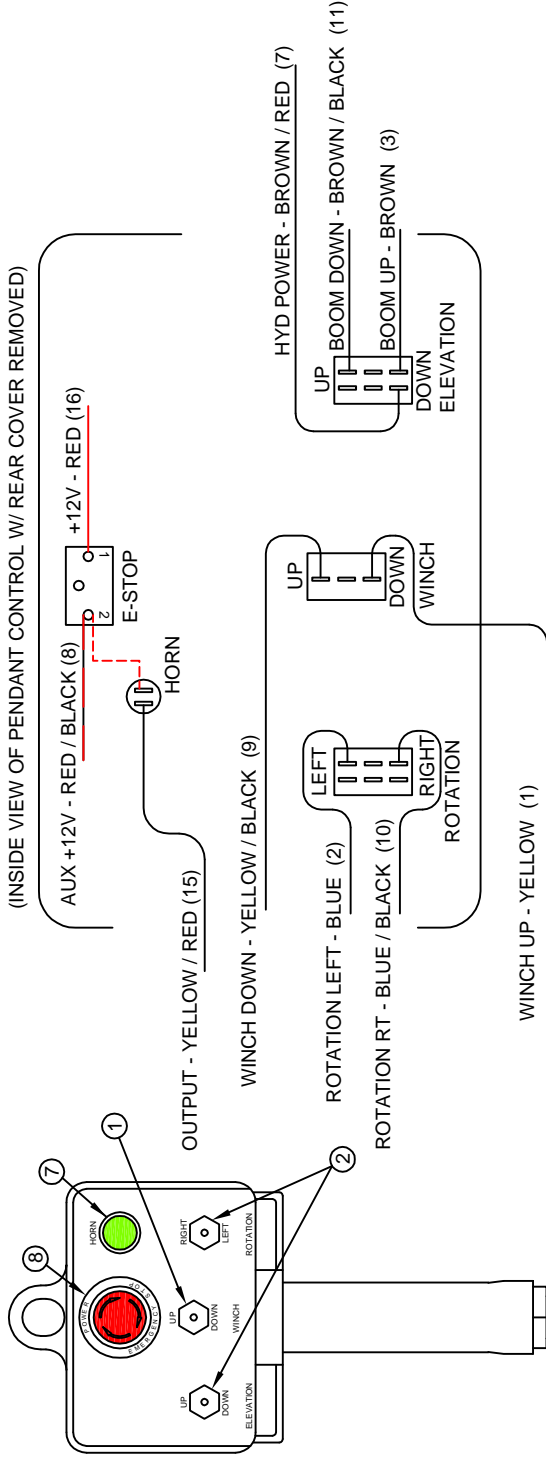 (INSIDE VIEW OF PENDANT CONTROL W/ REAR COVER REMOVED)
AUX +12V - RED / BLACK (8)
+12V - RED (16)
2
1
E-STOP
HORN
OUTPUT - YELLOW / RED (15)
WINCH DOWN - YELLOW / BLACK (9)
ROTATION LEFT - BLUE (2)
ROTATION RT - BLUE / BLACK (10)
WINCH UP - YELLOW (1)
LEFT
RIGHT
ROTATION
UP
DOWN
WINCH
UP
DOWN
ELEVATION
HYD POWER - BROWN / RED (7)
BOOM DOWN - BROWN / BLACK (11)
BOOM UP - BROWN (3)
8
7
1
2
POWER
EMERGENCY STOP
HORN
UP
DOWN
ELEVATION
UP
DOWN
WINCH
RIGHT
LEFT
ROTATION